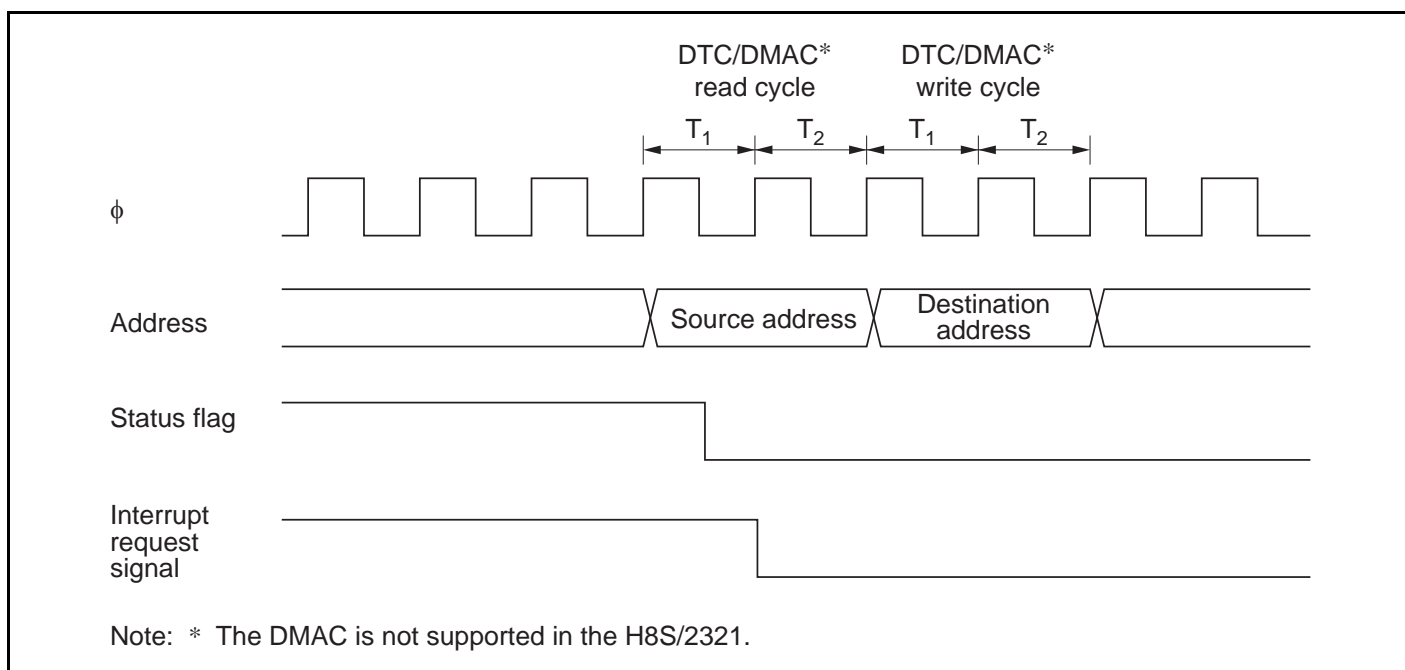 DTC/DMAC* DTC/DMAC*
read cycle write cycle
T1 T2 T1 T2
ϕ
Address
Source address
Destination
address
Status flag
Interrupt
request
signal
Note: * The DMAC is not supported in the H8S/2321.